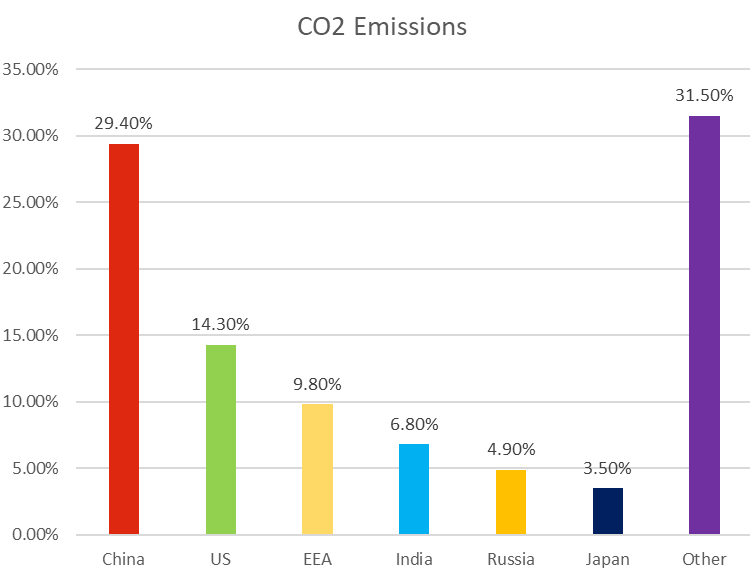 CO2 Emissions
35.00%
30.00%
25.00%
20.00%
15.00%
10.00%
5.00%
0.00%
29.40%
14.30%
9.80%
6.80%
4.90%
3.50%
31.50%
China
US
EEA
India
Russia
Japan
Other